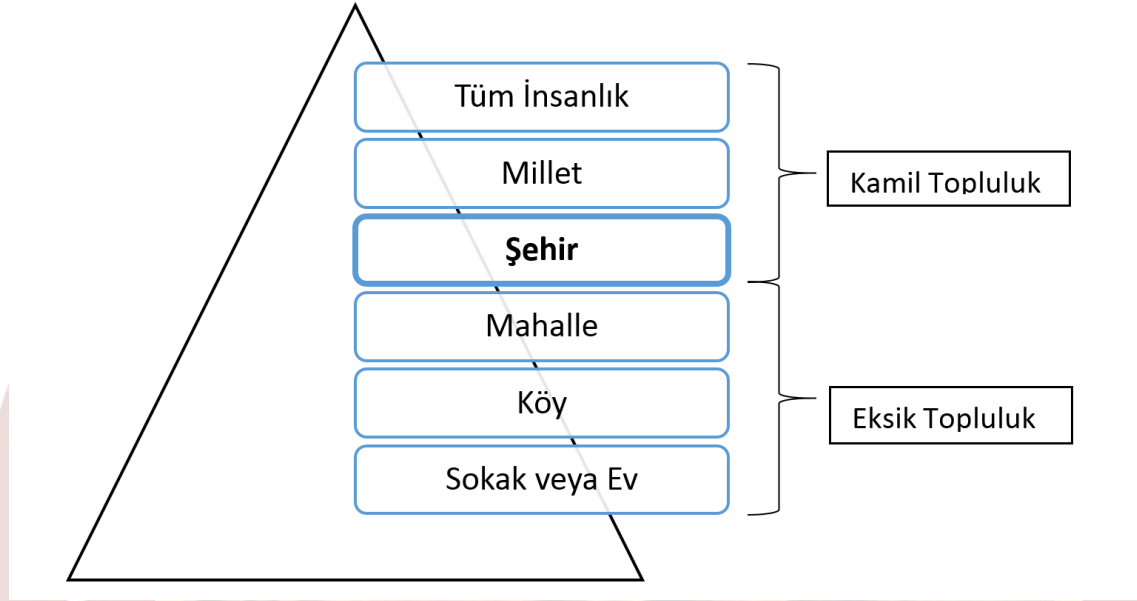 Tüm İnsanlık
Millet
Şehir
Mahalle
Köy
Sokak veya Ev
Kamil Topluluk
Eksik Topluluk